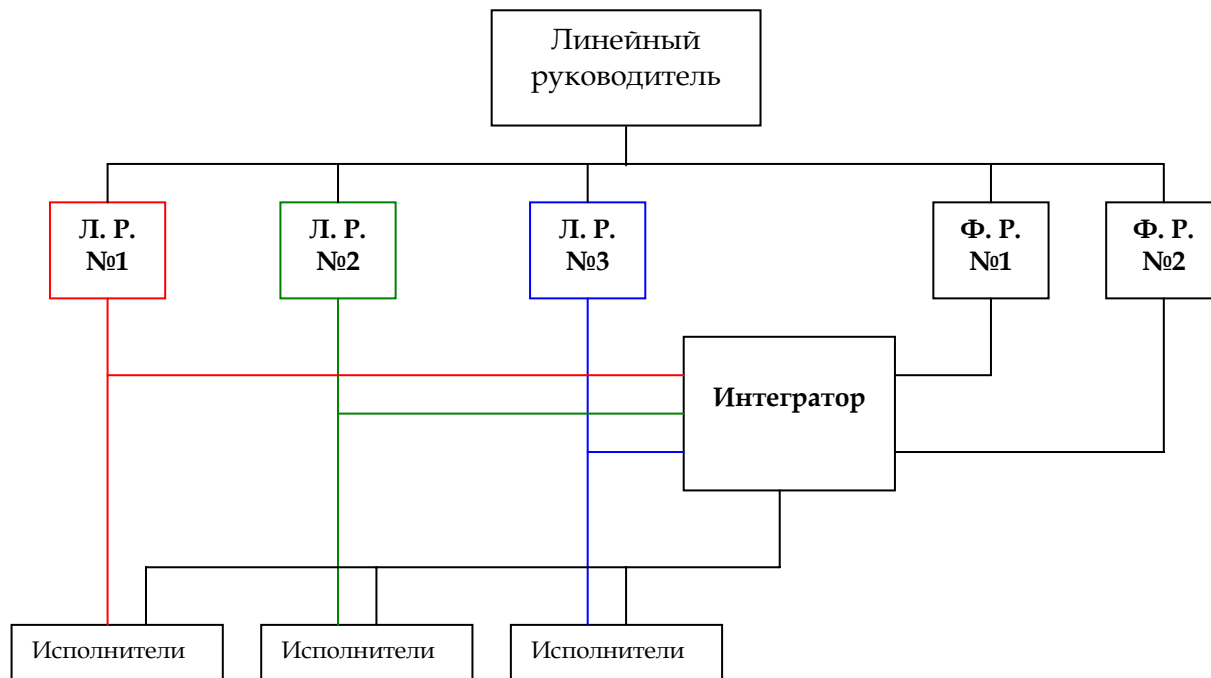 Линейный
руководитель
Л. Р.
№1
Л. Р.
№2
Л. Р.
№3
Ф. Р.
№1
Ф. Р.
№2
Интегратор
Исполнители
Исполнители
Исполнители